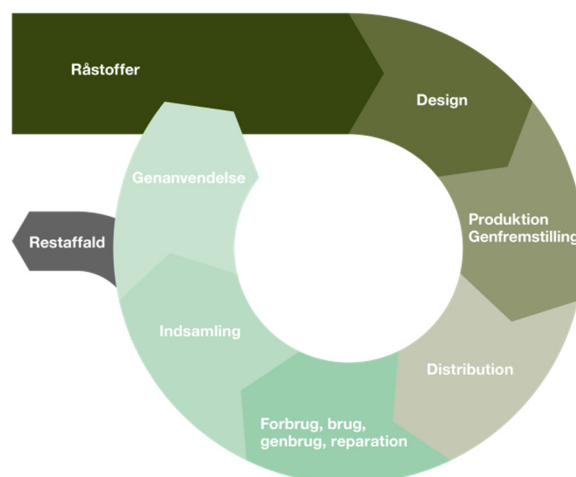 Råstoffer
Design
Produktion
Genfremstilling
Distribution
Forbrug, brug,
genbrug, reparation
Indsamling
Genanvendelse
Restaffald